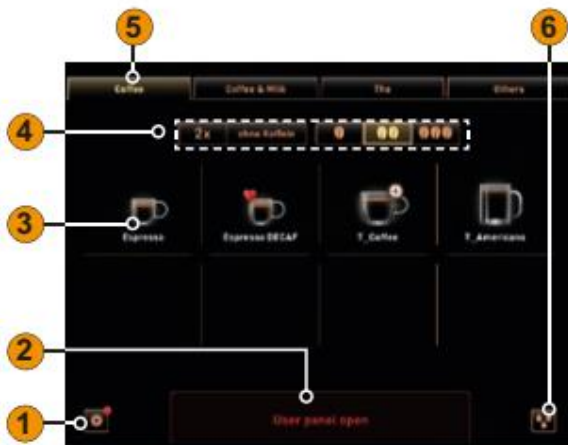 5
6
Coffee
Coffee & Milk
The
Others
4
2x
ohne Koffein
3
Espresso
Espresso DECAF
T_Coffee
T_Americano
2
1
User panel open